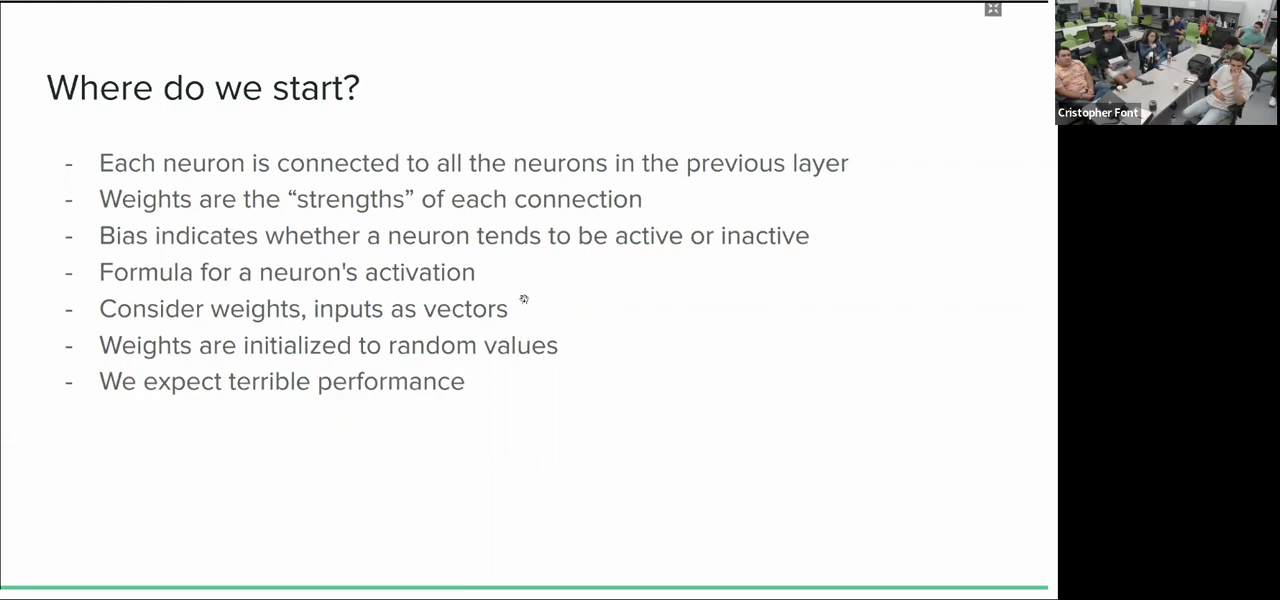 Where do we start?
- Each neuron is connected to all the neurons in the previous layer
- Weights are the “strengths” of each connection
- Bias indicates whether a neuron tends to be active or inactive
- Formula for a neuron's activation
- Consider weights, inputs as vectors
- Weights are initialized to random values
- We expect terrible performance
Cristopher Font